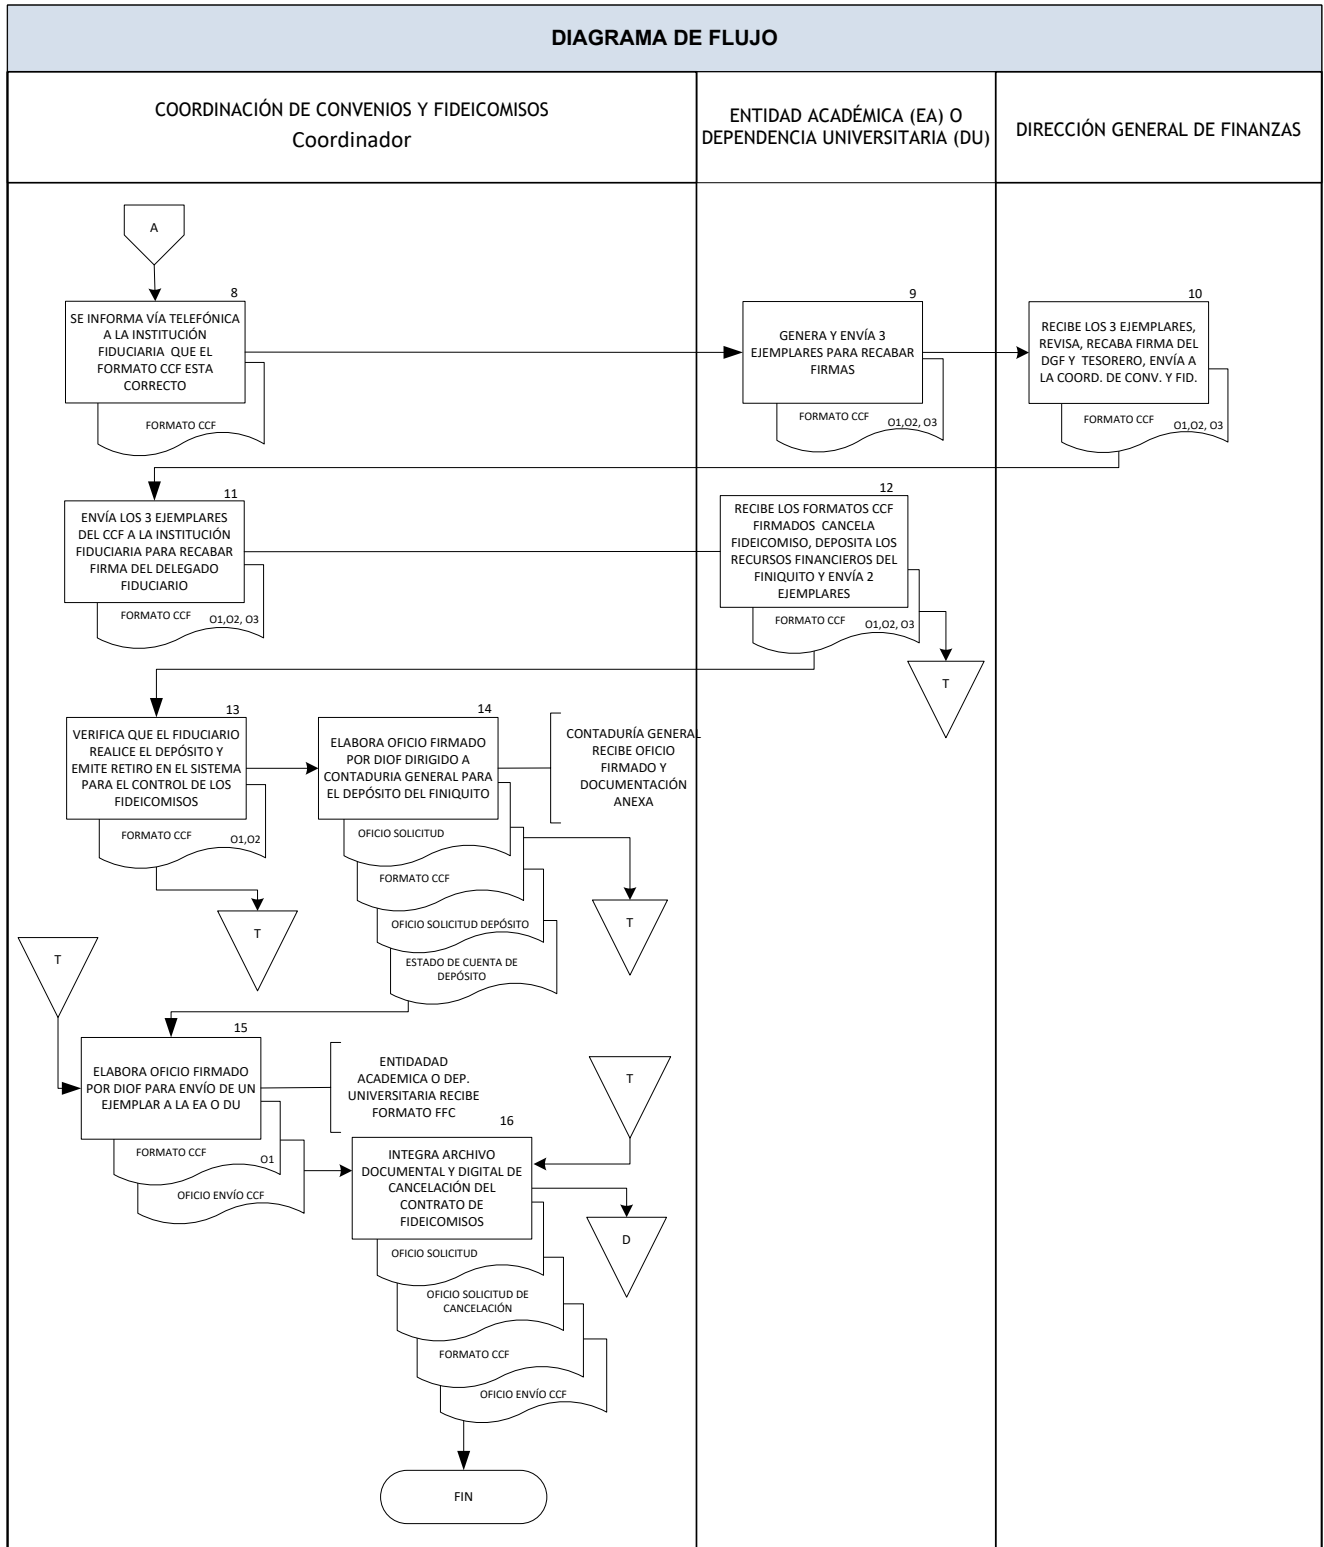 DIAGRAMA DE FLUJO
COORDINACIÓN DE CONVENIOS Y FIDEICOMISOS
Coordinador
ENTIDAD ACADÉMICA (EA) O
DEPENDENCIA UNIVERSITARIA (DU)
DIRECCIÓN GENERAL DE FINANZAS
A
8
SE INFORMA VÍA TELEFÓNICA
A LA INSTITUCIÓN
FIDUCIARIA QUE EL
FORMATO CCF ESTA
CORRECTO
FORMATO CCF
9
GENERA Y ENVÍA 3
EJEMPLARES PARA RECABAR
FIRMAS
FORMATO CCF
O1,O2, O3
10
RECIBE LOS 3 EJEMPLARES,
REVISA, RECABA FIRMA DEL
DGF Y TESORERO, ENVÍA A
LA COORD. DE CONV. Y FID.
FORMATO CCF
O1,O2, O3
11
ENVÍA LOS 3 EJEMPLARES
DEL CCF A LA INSTITUCIÓN
FIDUCIARIA PARA RECABAR
FIRMA DEL DELEGADO
FIDUCIARIO
FORMATO CCF
O1,O2, O3
12
RECIBE LOS FORMATOS CCF
FIRMADOS CANCELA
FIDEICOMISO, DEPOSITA LOS
RECURSOS FINANCIEROS DEL
FINIQUITO Y ENVÍA 2
EJEMPLARES
FORMATO CCF
O1,O2, O3
T
13
VERIFICA QUE EL FIDUCIARIO
REALICE EL DEPÓSITO Y
EMITE RETIRO EN EL SISTEMA
PARA EL CONTROL DE LOS
FIDEICOMISOS
FORMATO CCF
O1,O2
T
14
ELABORA OFICIO FIRMADO
POR DIOF DIRIGIDO A
CONTADURIA GENERAL PARA
EL DEPÓSITO DEL FINIQUITO
CONTADURÍA GENERAL
RECIBE OFICIO
FIRMADO Y
DOCUMENTACIÓN
ANEXA
OFICIO SOLICITUD
FORMATO CCF
OFICIO SOLICITUD DEPÓSITO
ESTADO DE CUENTA DE
DEPÓSITO
T
T
15
ELABORA OFICIO FIRMADO
POR DIOF PARA ENVÍO DE UN
EJEMPLAR A LA EA O DU
ENTIDADAD
ACADEMICA O DEP.
UNIVERSITARIA RECIBE
FORMATO FFC
FORMATO CCF
O1
OFICIO ENVÍO CCF
T
16
INTEGRA ARCHIVO
DOCUMENTAL Y DIGITAL DE
CANCELACIÓN DEL
CONTRATO DE
FIDEICOMISOS
D
OFICIO SOLICITUD
OFICIO SOLICITUD DE
CANCELACIÓN
FORMATO CCF
OFICIO ENVÍO CCF
FIN